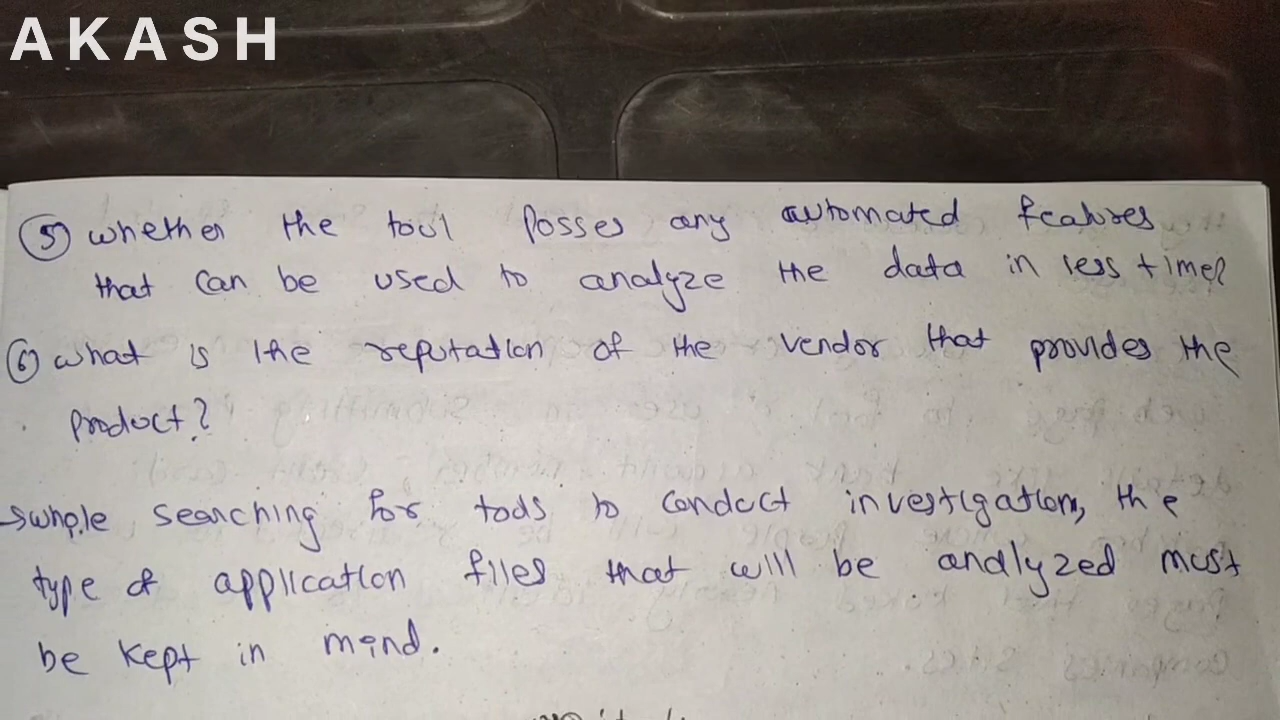 AKASH
⑤ whether the tool Posses any automated features
that can be used to analyze the data in less time?
⑥ what is the reputation of the vendor that provides the
product?
→ while searching for tools to conduct investigation, the
type of application files that will be analyzed must
be kept in mind.